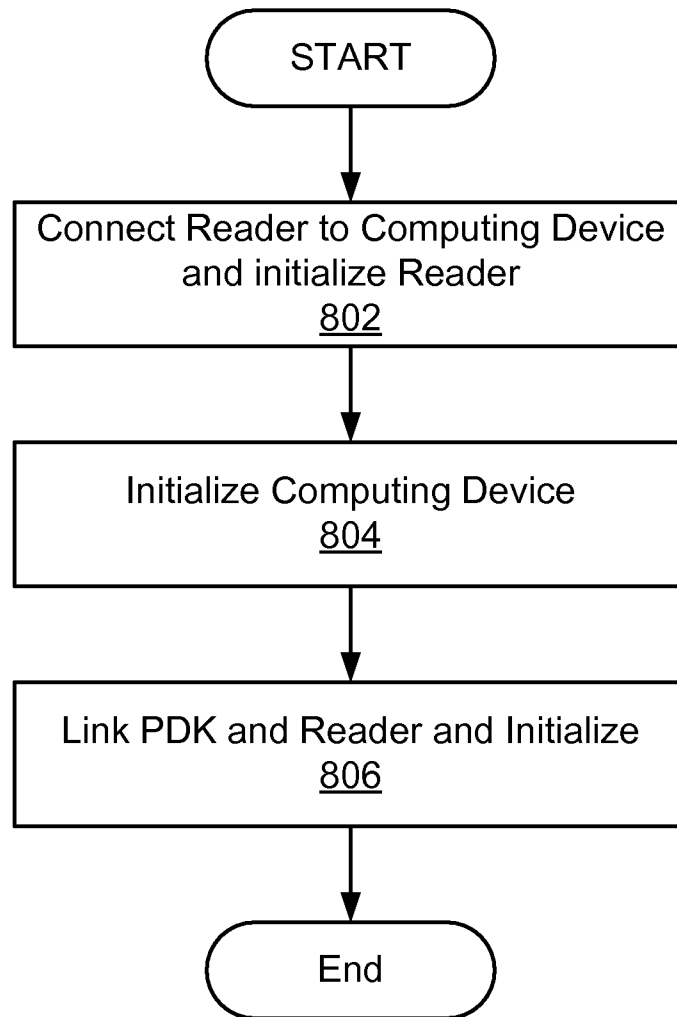 START
Connect Reader to Computing Device
and initialize Reader
802
Initialize Computing Device
804
Link PDK and Reader and Initialize
806
End